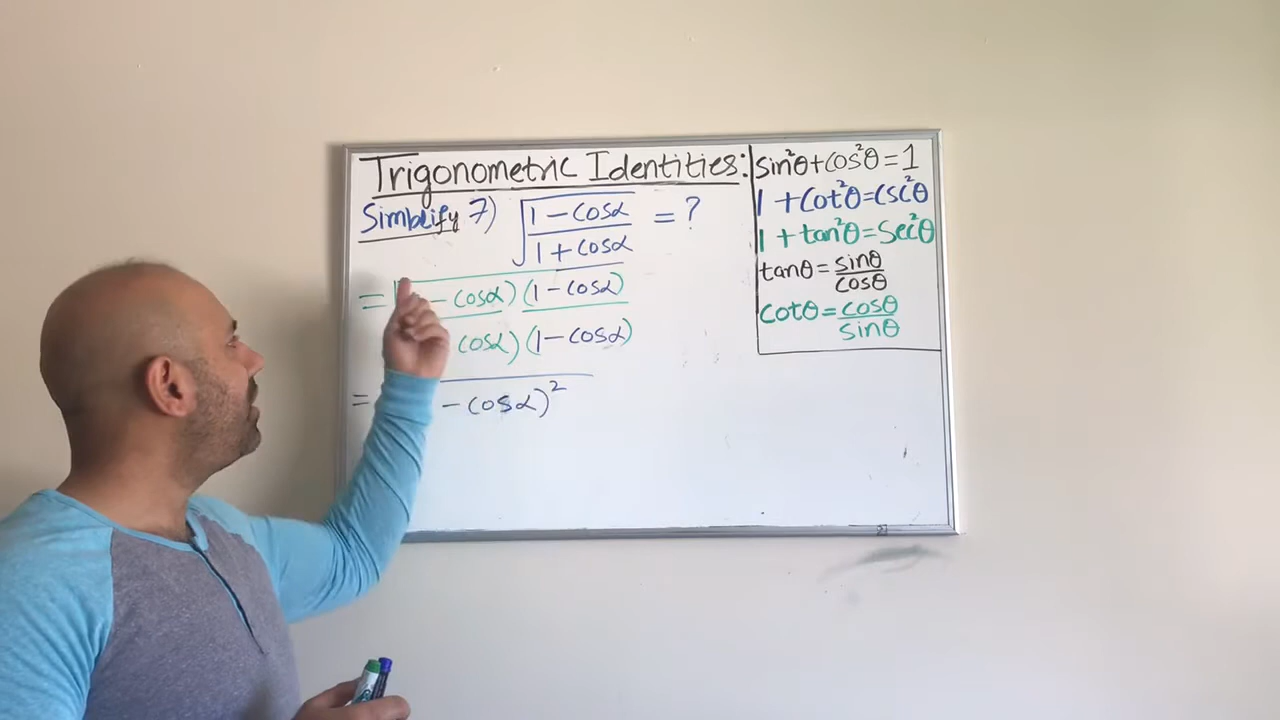 Trigonometric Identities:
Simplify 7) √((1 - cosα)/(1 + cosα)) = ?
= - cosα) (1 - cosα)
cosα) (1 - cosα)
= - cosα)²
sin²θ + cos²θ = 1
1 + cot²θ = csc²θ
1 + tan²θ = sec²θ
tanθ = sinθ/cosθ
cotθ = cosθ/sinθ